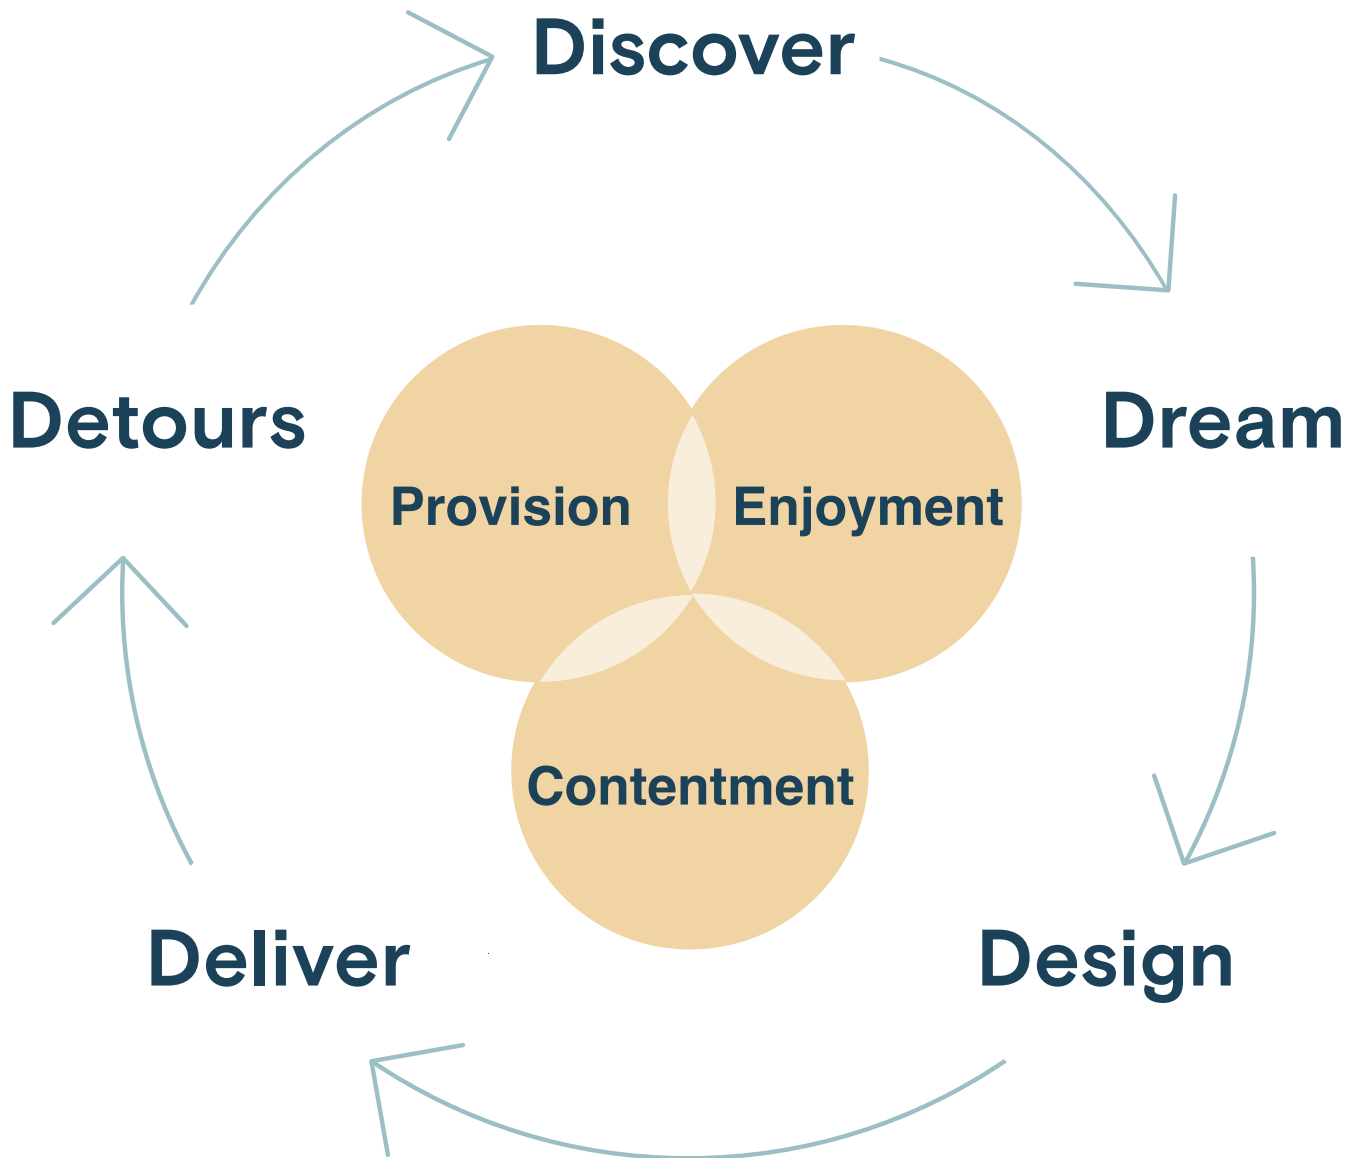 Discover
Detours
Dream
Provision
Enjoyment
Contentment
Deliver
Design